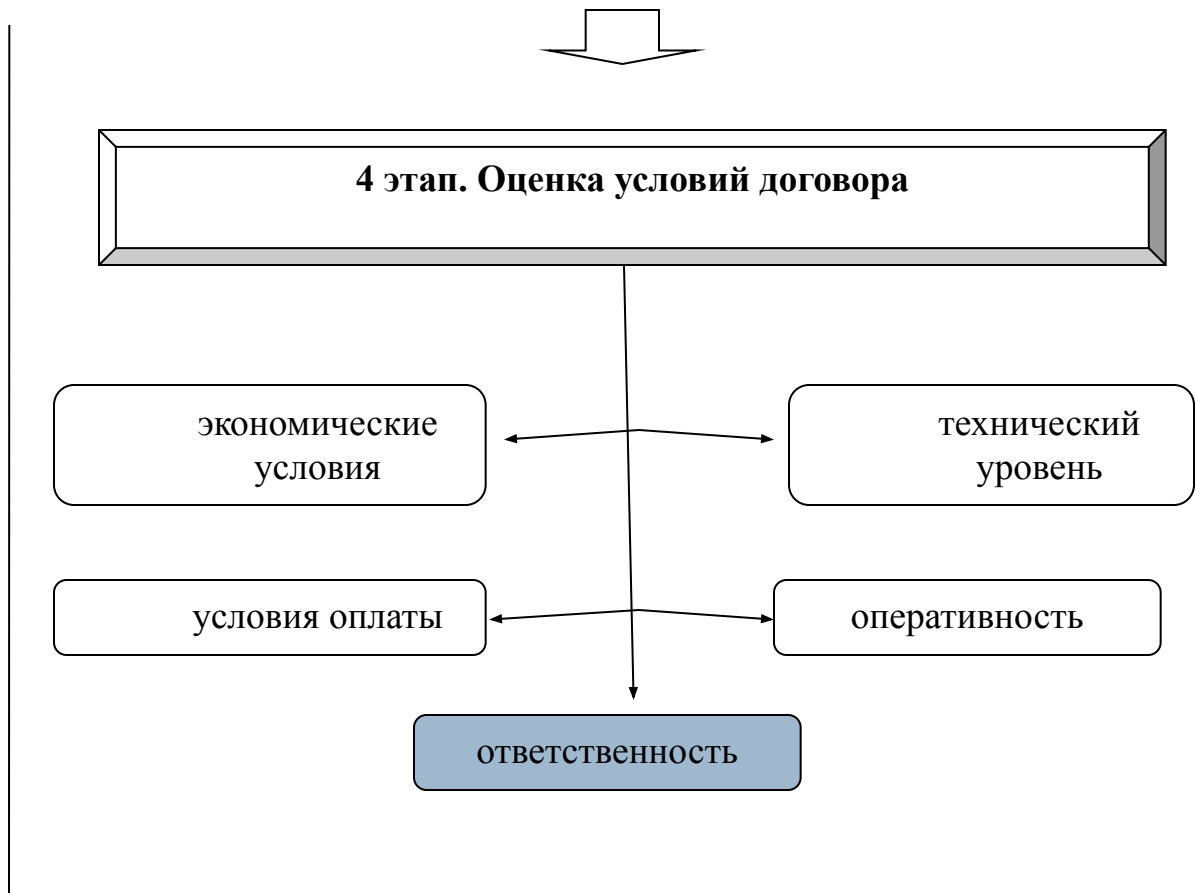 4 этап. Оценка условий договора
экономические
условия
технический
уровень
условия оплаты
оперативность
ответственность